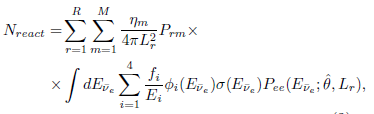 N_{react} = \sum_{r=1}^{R} \sum_{m=1}^{M} \frac{\eta_m}{4\pi L_r^2} P_{rm} \times
\times \int dE_{\bar{\nu}_e} \sum_{i=1}^{4} \frac{f_i}{E_i} \phi_i(E_{\bar{\nu}_e}) \sigma(E_{\bar{\nu}_e}) P_{ee}(E_{\bar{\nu}_e}; \hat{\theta}, L_r),